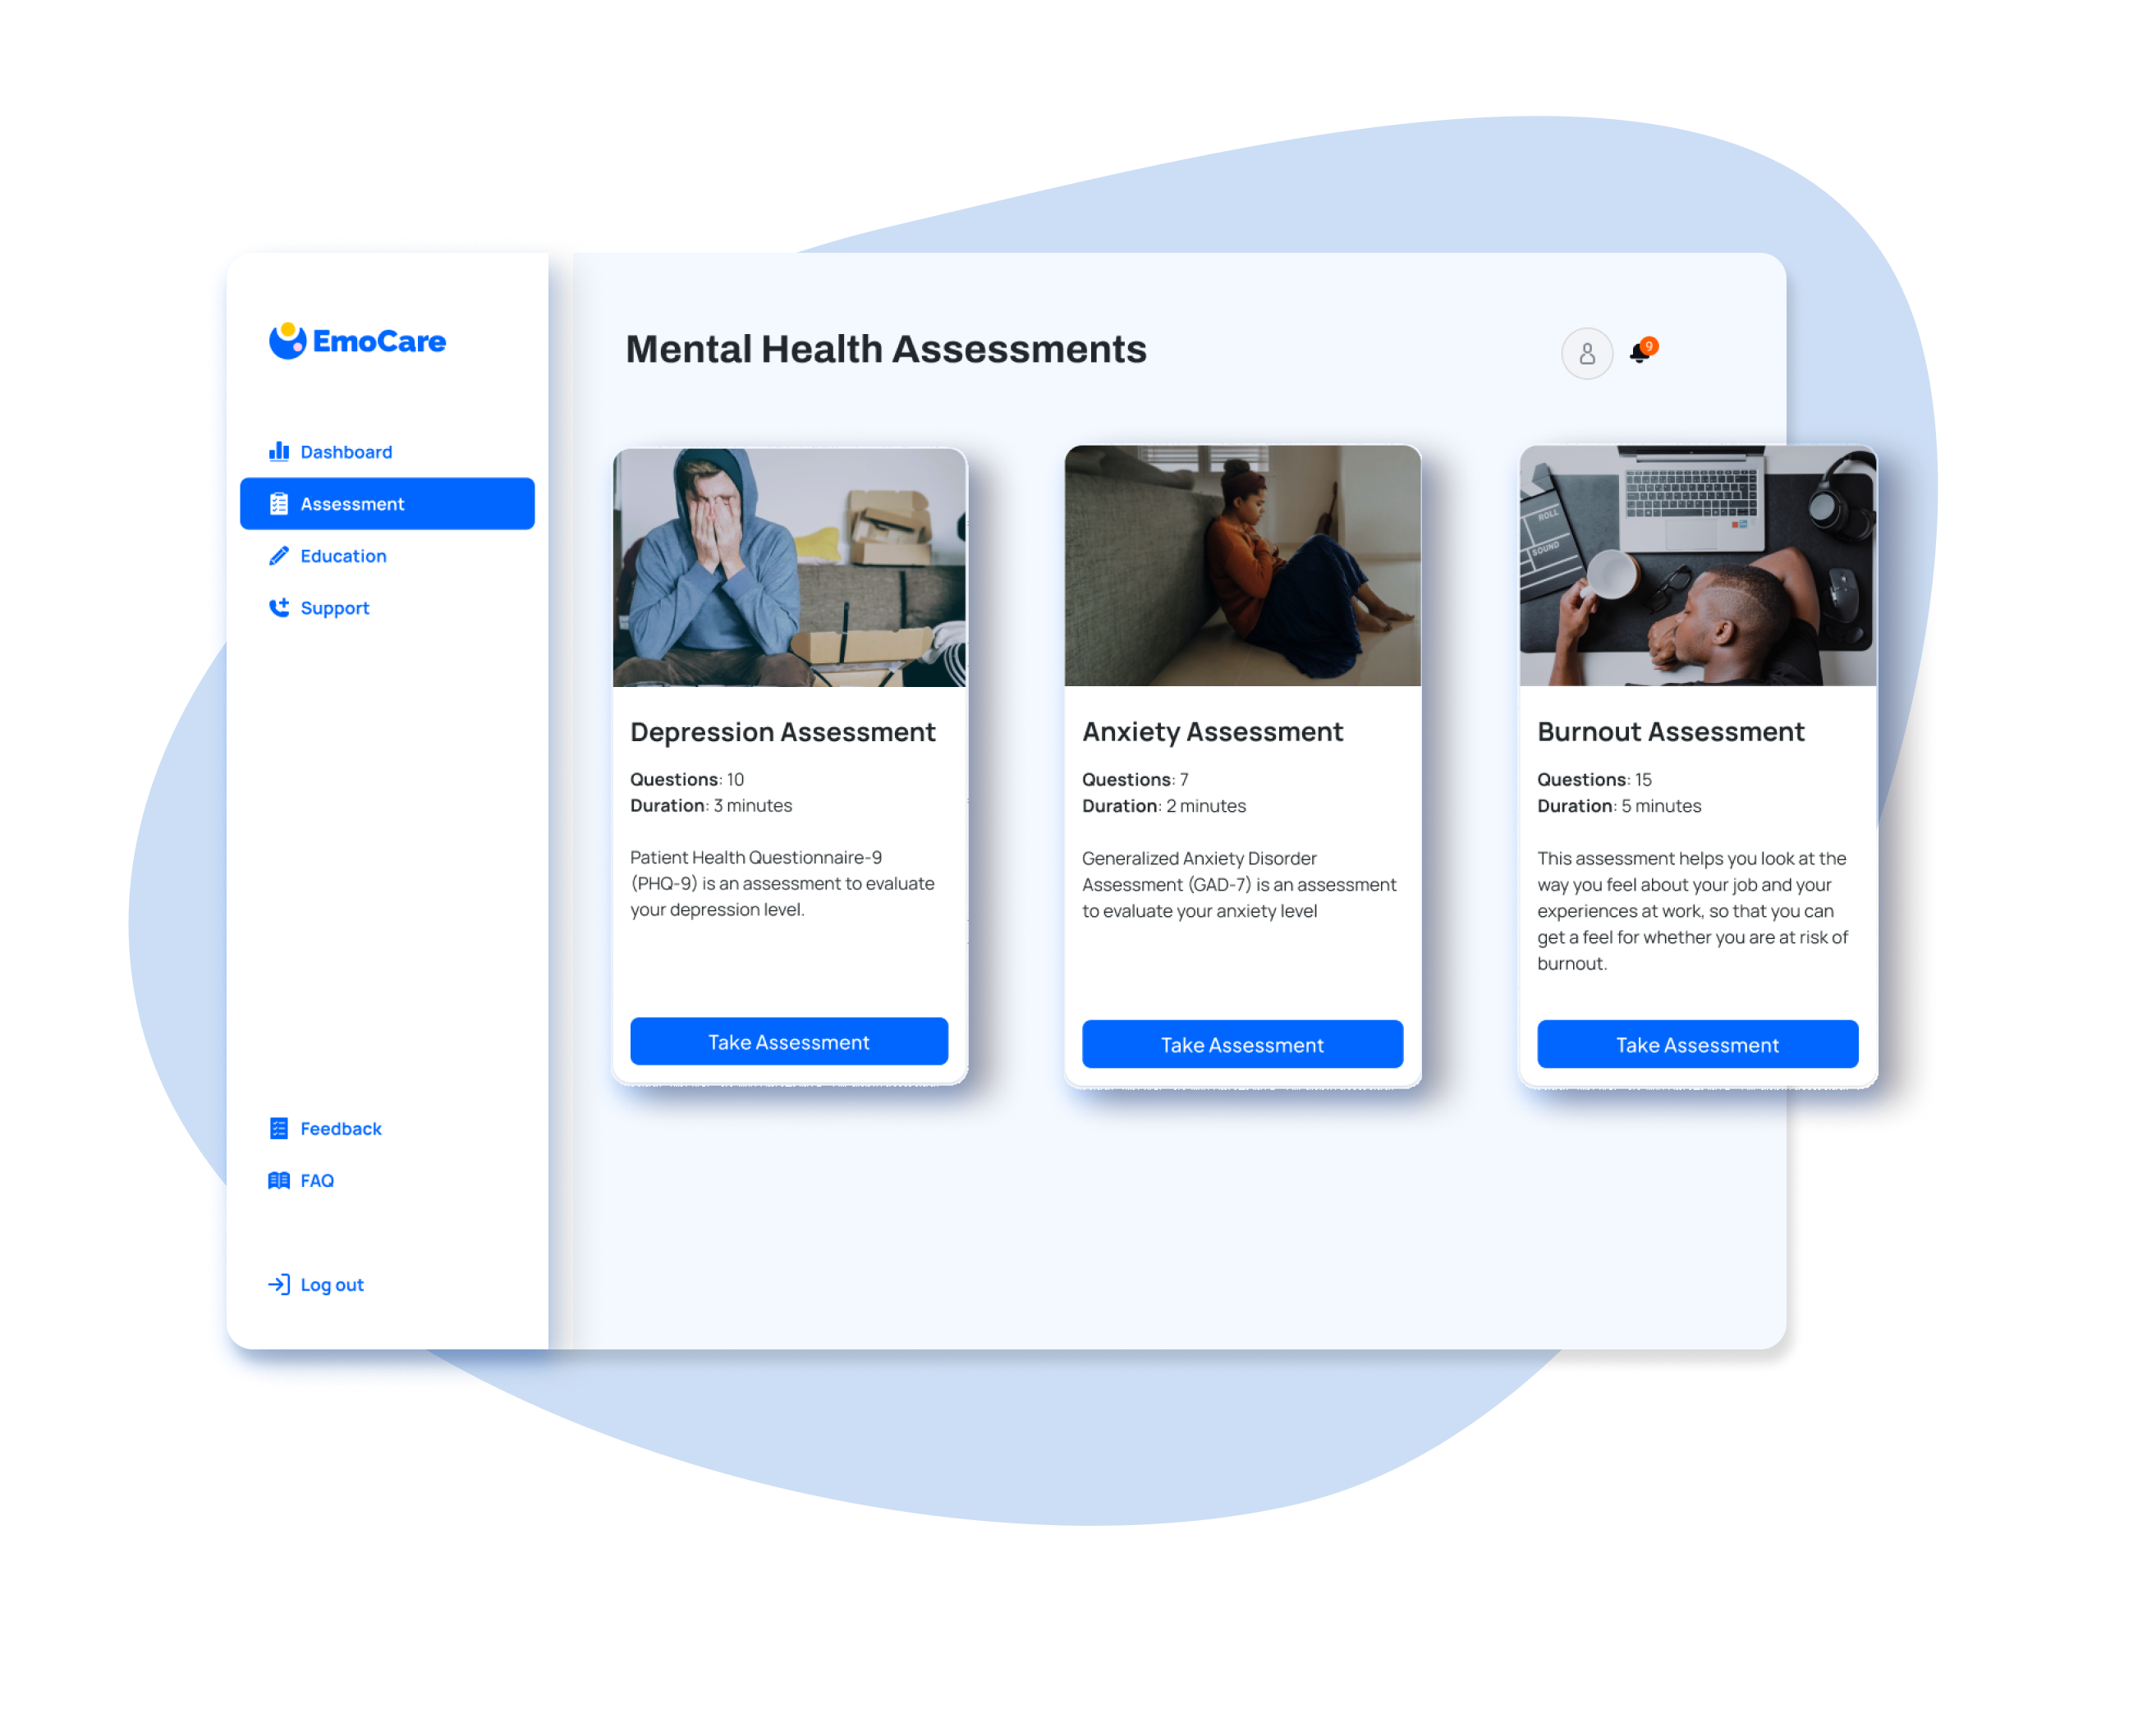 EmoCare
Dashboard
Assessment
Education
Support
Feedback
FAQ
Log out
Mental Health Assessments
9
Depression Assessment
Questions: 10
Duration: 3 minutes
Patient Health Questionnaire-9
(PHQ-9) is an assessment to evaluate
your depression level.
Take Assessment
Anxiety Assessment
Questions: 7
Duration: 2 minutes
Generalized Anxiety Disorder
Assessment (GAD-7) is an assessment
to evaluate your anxiety level
Take Assessment
ROLL
SOUND
Burnout Assessment
Questions: 15
Duration: 5 minutes
This assessment helps you look at the
way you feel about your job and your
experiences at work, so that you can
get a feel for whether you are at risk of
burnout.
Take Assessment